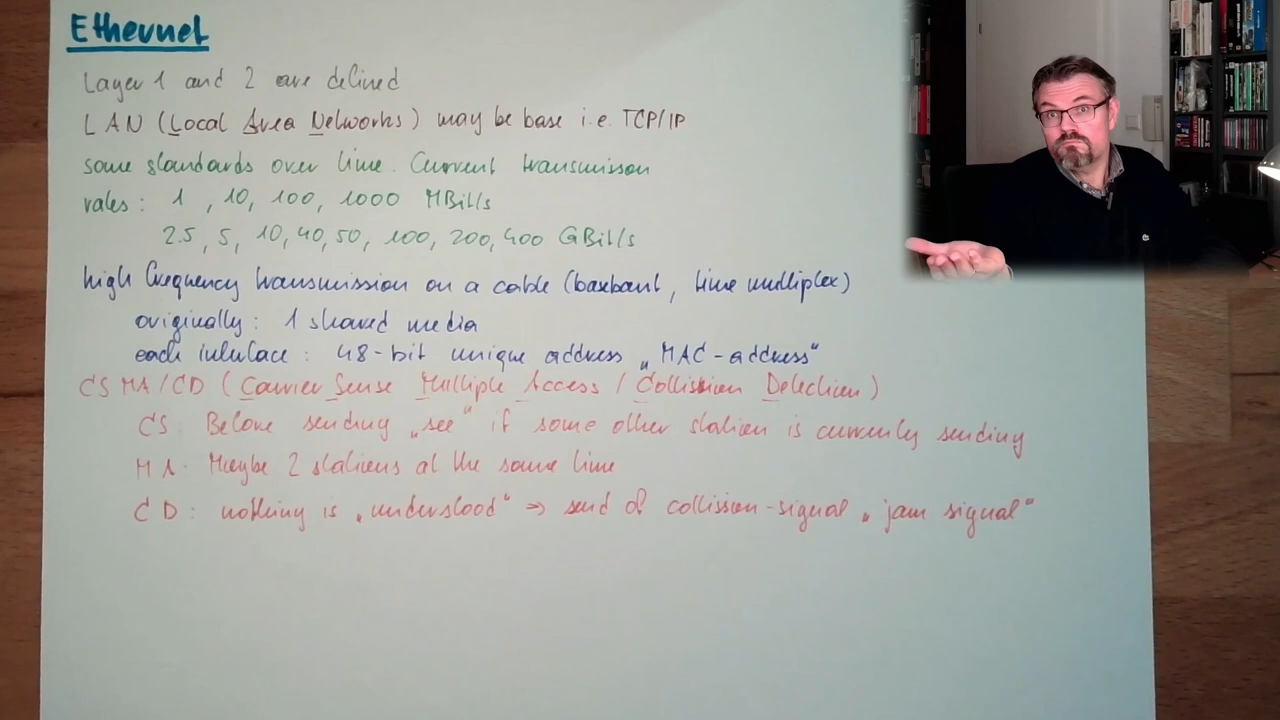 Ethernet
Layer 1 and 2 are defined
LAN (Local Area Networks) may be base i.e. TCP/IP
some standards over time. Current transmisson
rates: 1, 10, 100, 1000 MBit/s
2.5, 5, 10, 40, 50, 100, 200, 400 GBit/s
high frequency transmission on a cable (baseband, time multiplex)
originally: 1 shared media
each interface: 48-bit unique address „MAC-address“
CSMA/CD (Carrier Sense Multiple Access / Collission Detection)
CS: Before sending „see“ if some other station is currenly sending
MA: Maybe 2 stations at the same time
CD: nothing is „understood“ => send of collission-signal „jam signal“